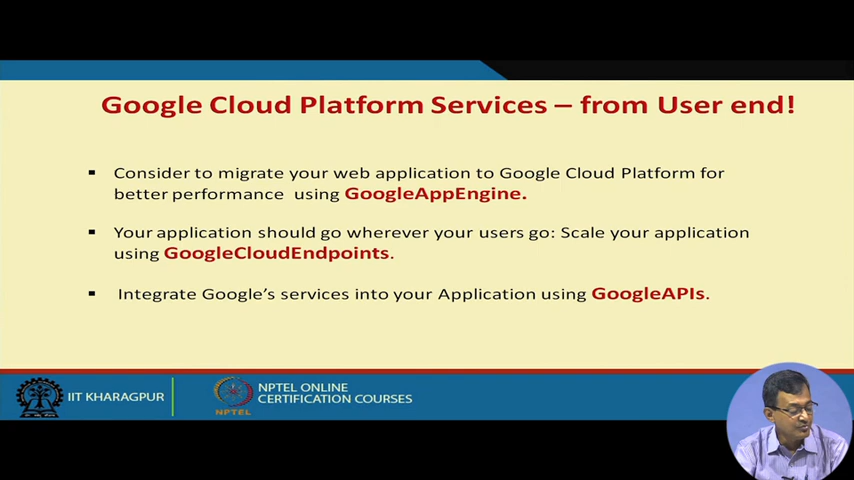 Google Cloud Platform Services – from User end!
▪ Consider to migrate your web application to Google Cloud Platform for
better performance using GoogleAppEngine.
▪ Your application should go wherever your users go: Scale your application
using GoogleCloudEndpoints.
▪ Integrate Google's services into your Application using GoogleAPIs.
IIT KHARAGPUR
NPTEL
NPTEL ONLINE
CERTIFICATION COURSES